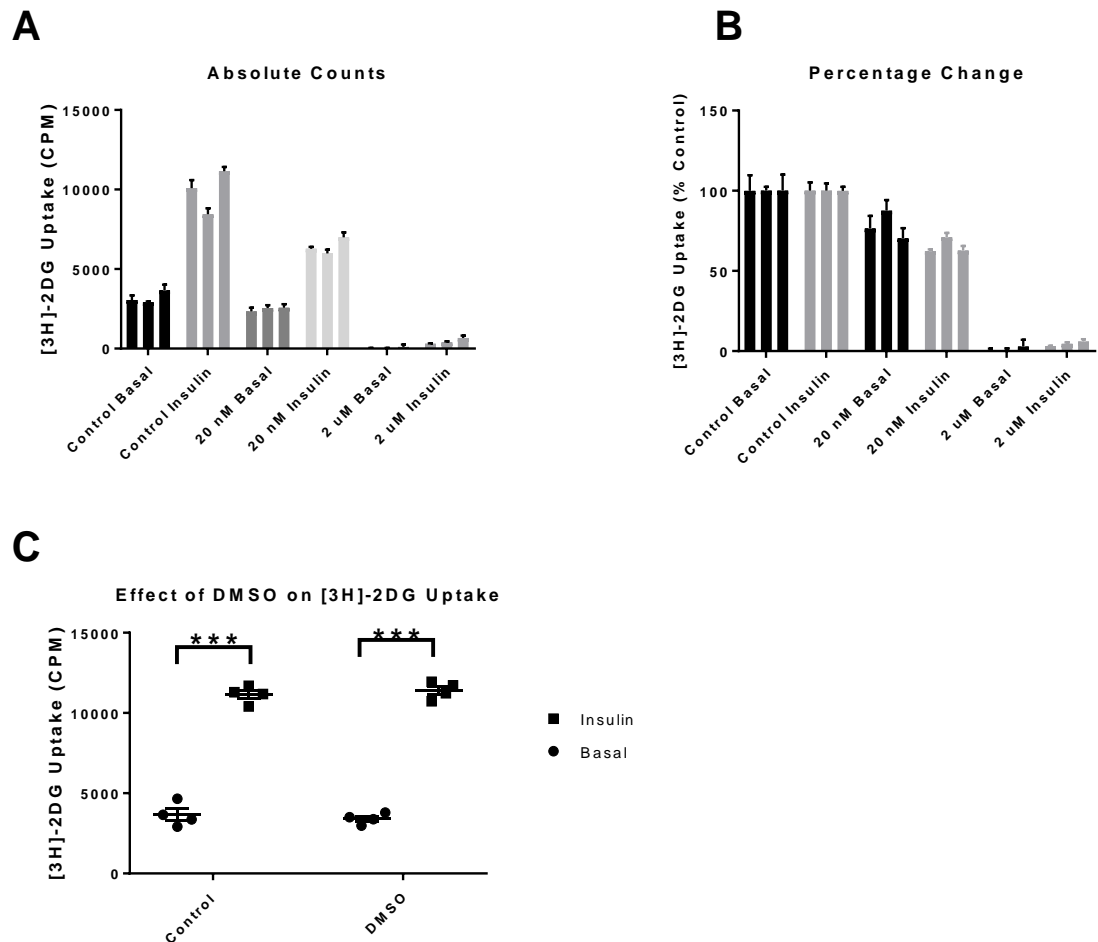 A
Absolute Counts
[3H]-2DG Uptake (CPM)
15000
10000
5000
0
Control Basal
Control Insulin
20 nM Basal
20 nM Insulin
2 uM Basal
2 uM Insulin
B
Percentage Change
[3H]-2DG Uptake (% Control)
150
100
50
0
Control Basal
Control Insulin
20 nM Basal
20 nM Insulin
2 uM Basal
2 uM Insulin
C
Effect of DMSO on [3H]-2DG Uptake
[3H]-2DG Uptake (CPM)
15000
10000
5000
0
***
***
Control
DMSO
Insulin
Basal